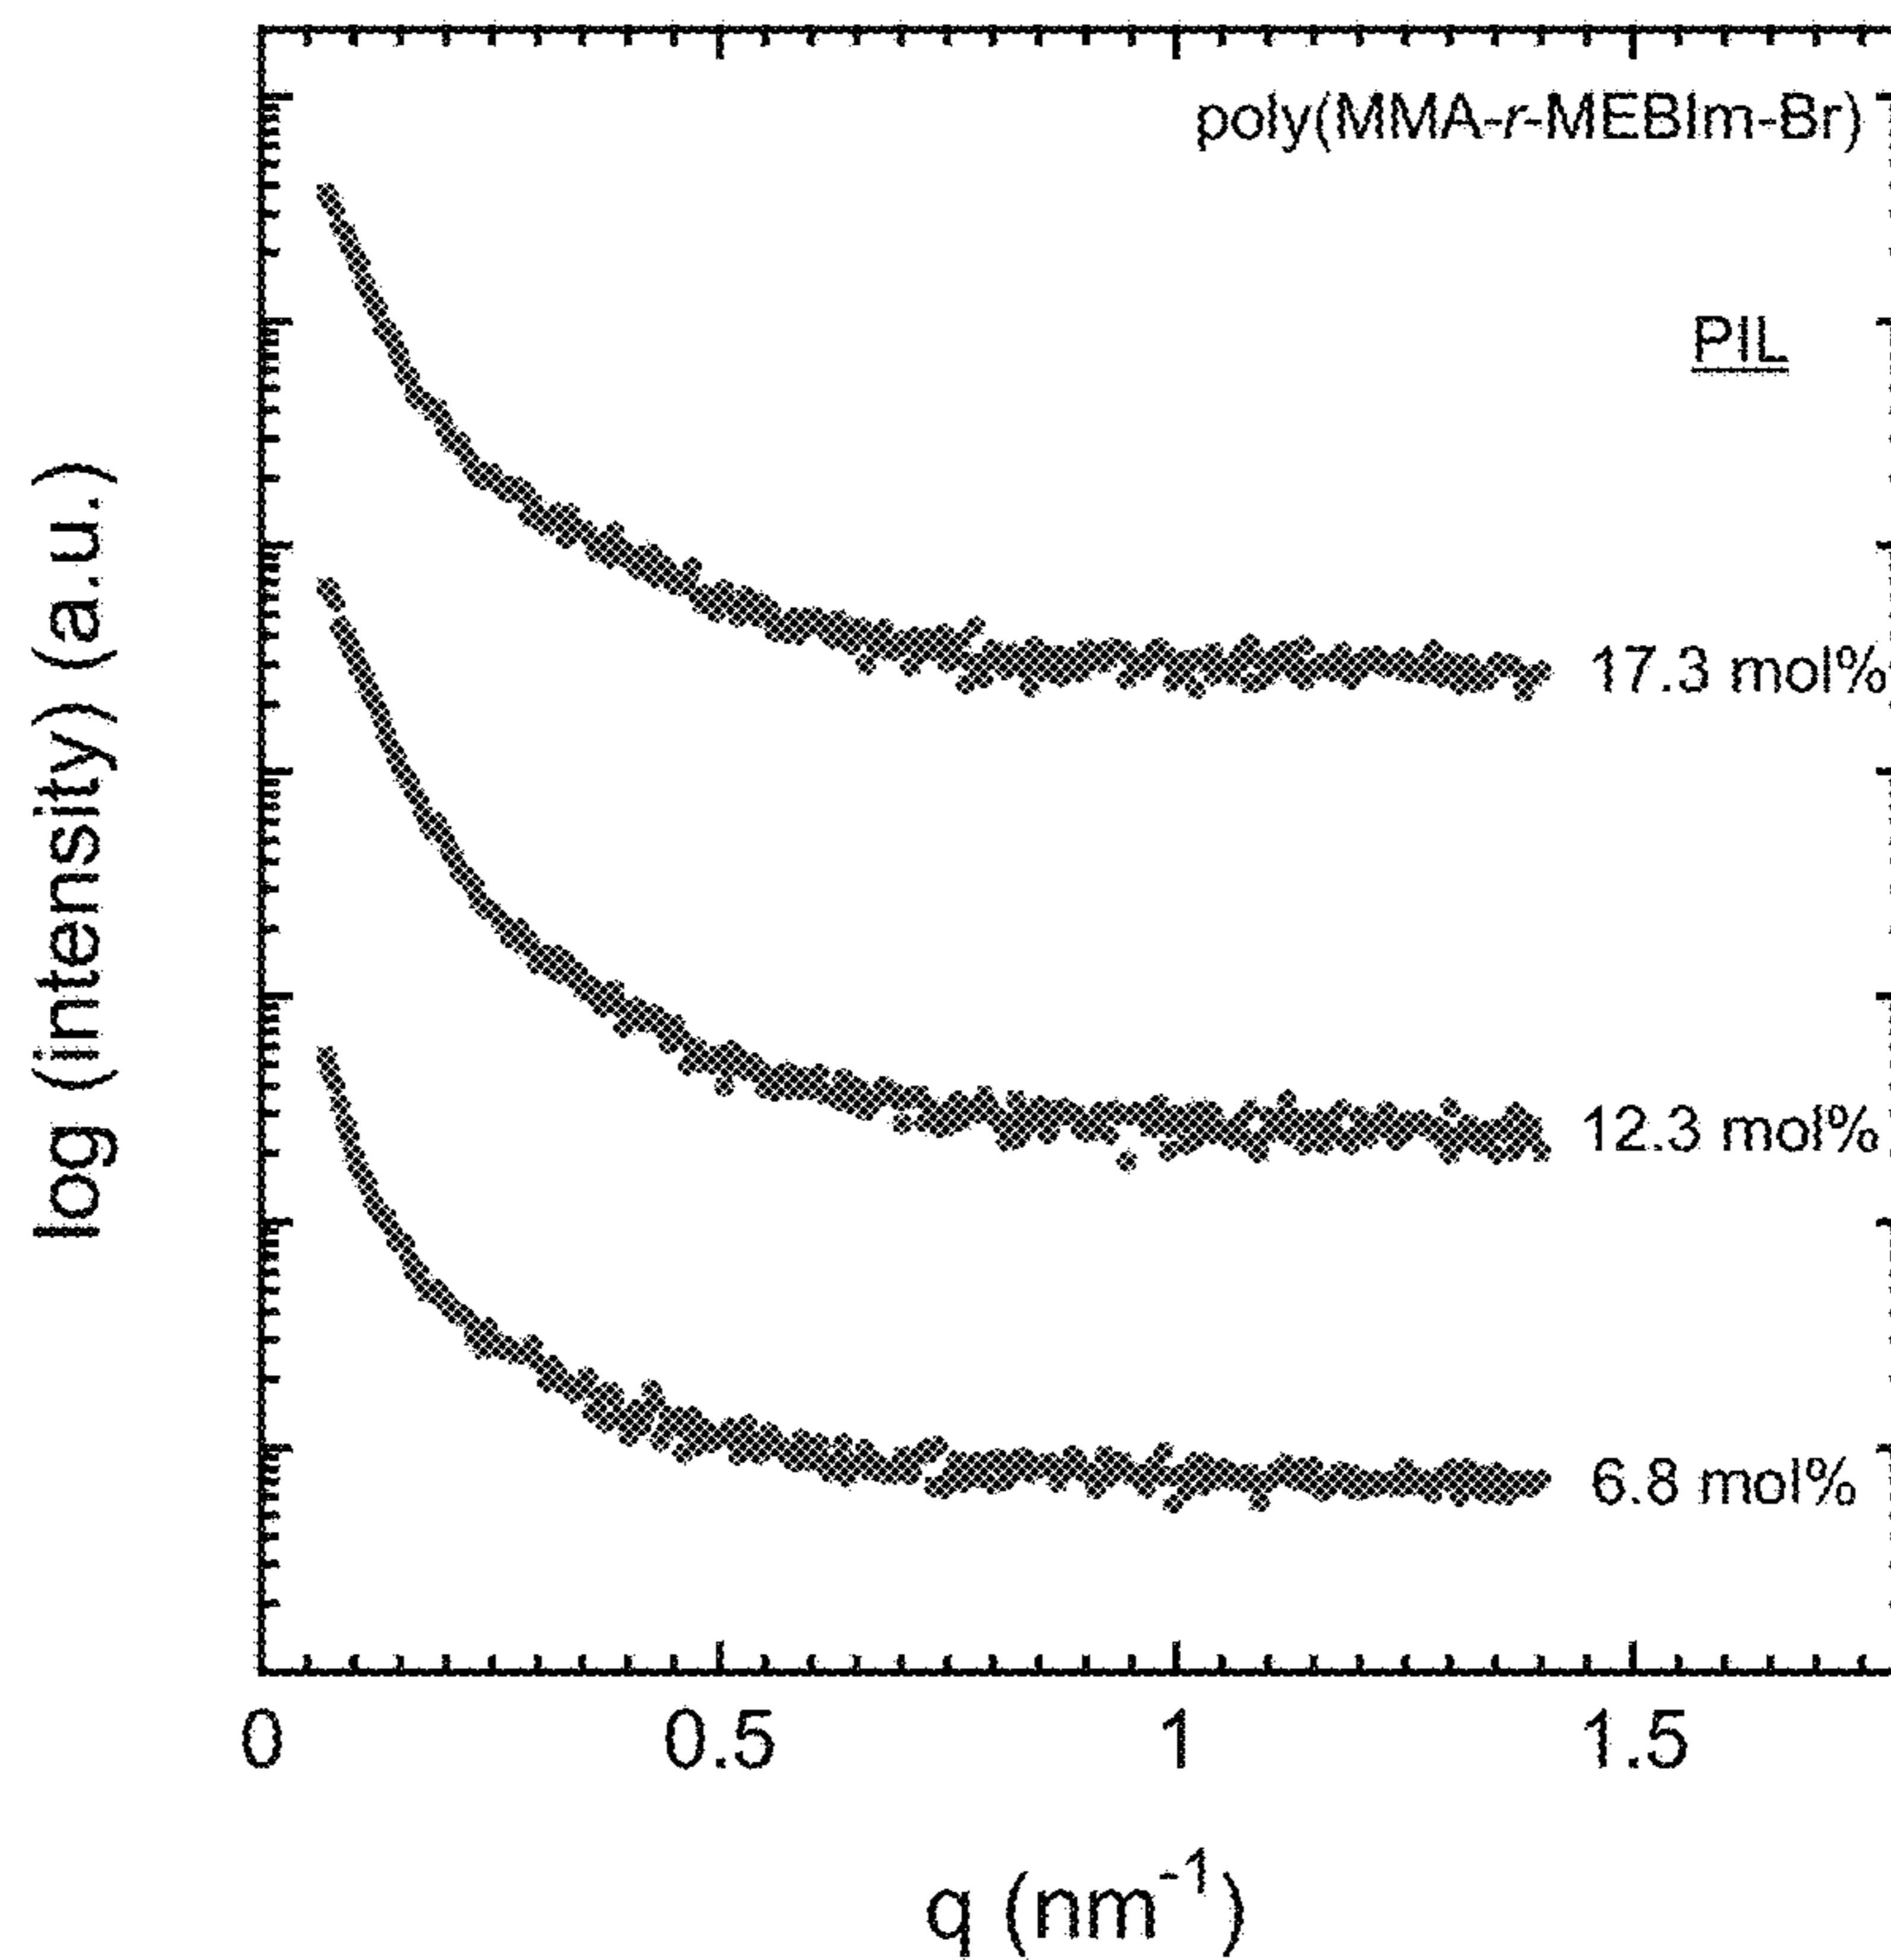 poly(MMA-r-MEBIm-Br)
PIL
17.3 mol%
12.3 mol%
6.8 mol%
log (intensity) (a.u.)
0 0.5 1 1.5
q (nm⁻¹)